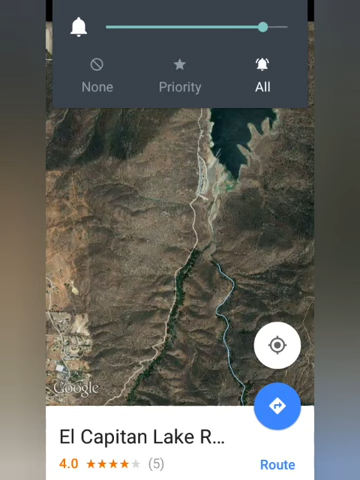 None Priority All
Google
El Capitan Lake R...
4.0 (5)
Route